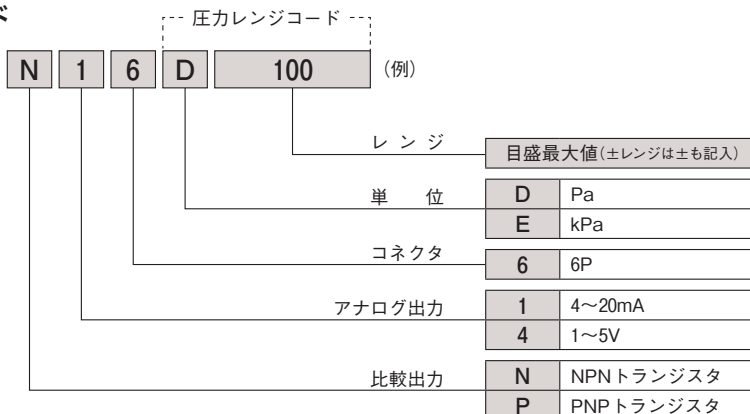 ド
圧力レンジコード
N 1 6 D 100 (例)
レンジ 目盛最大値(±レンジは±も記入)
単位 D Pa
E kPa
コネクタ 6 6P
アナログ出力 1 4〜20mA
4 1〜5V
比較出力 N NPNトランジスタ
P PNPトランジスタ